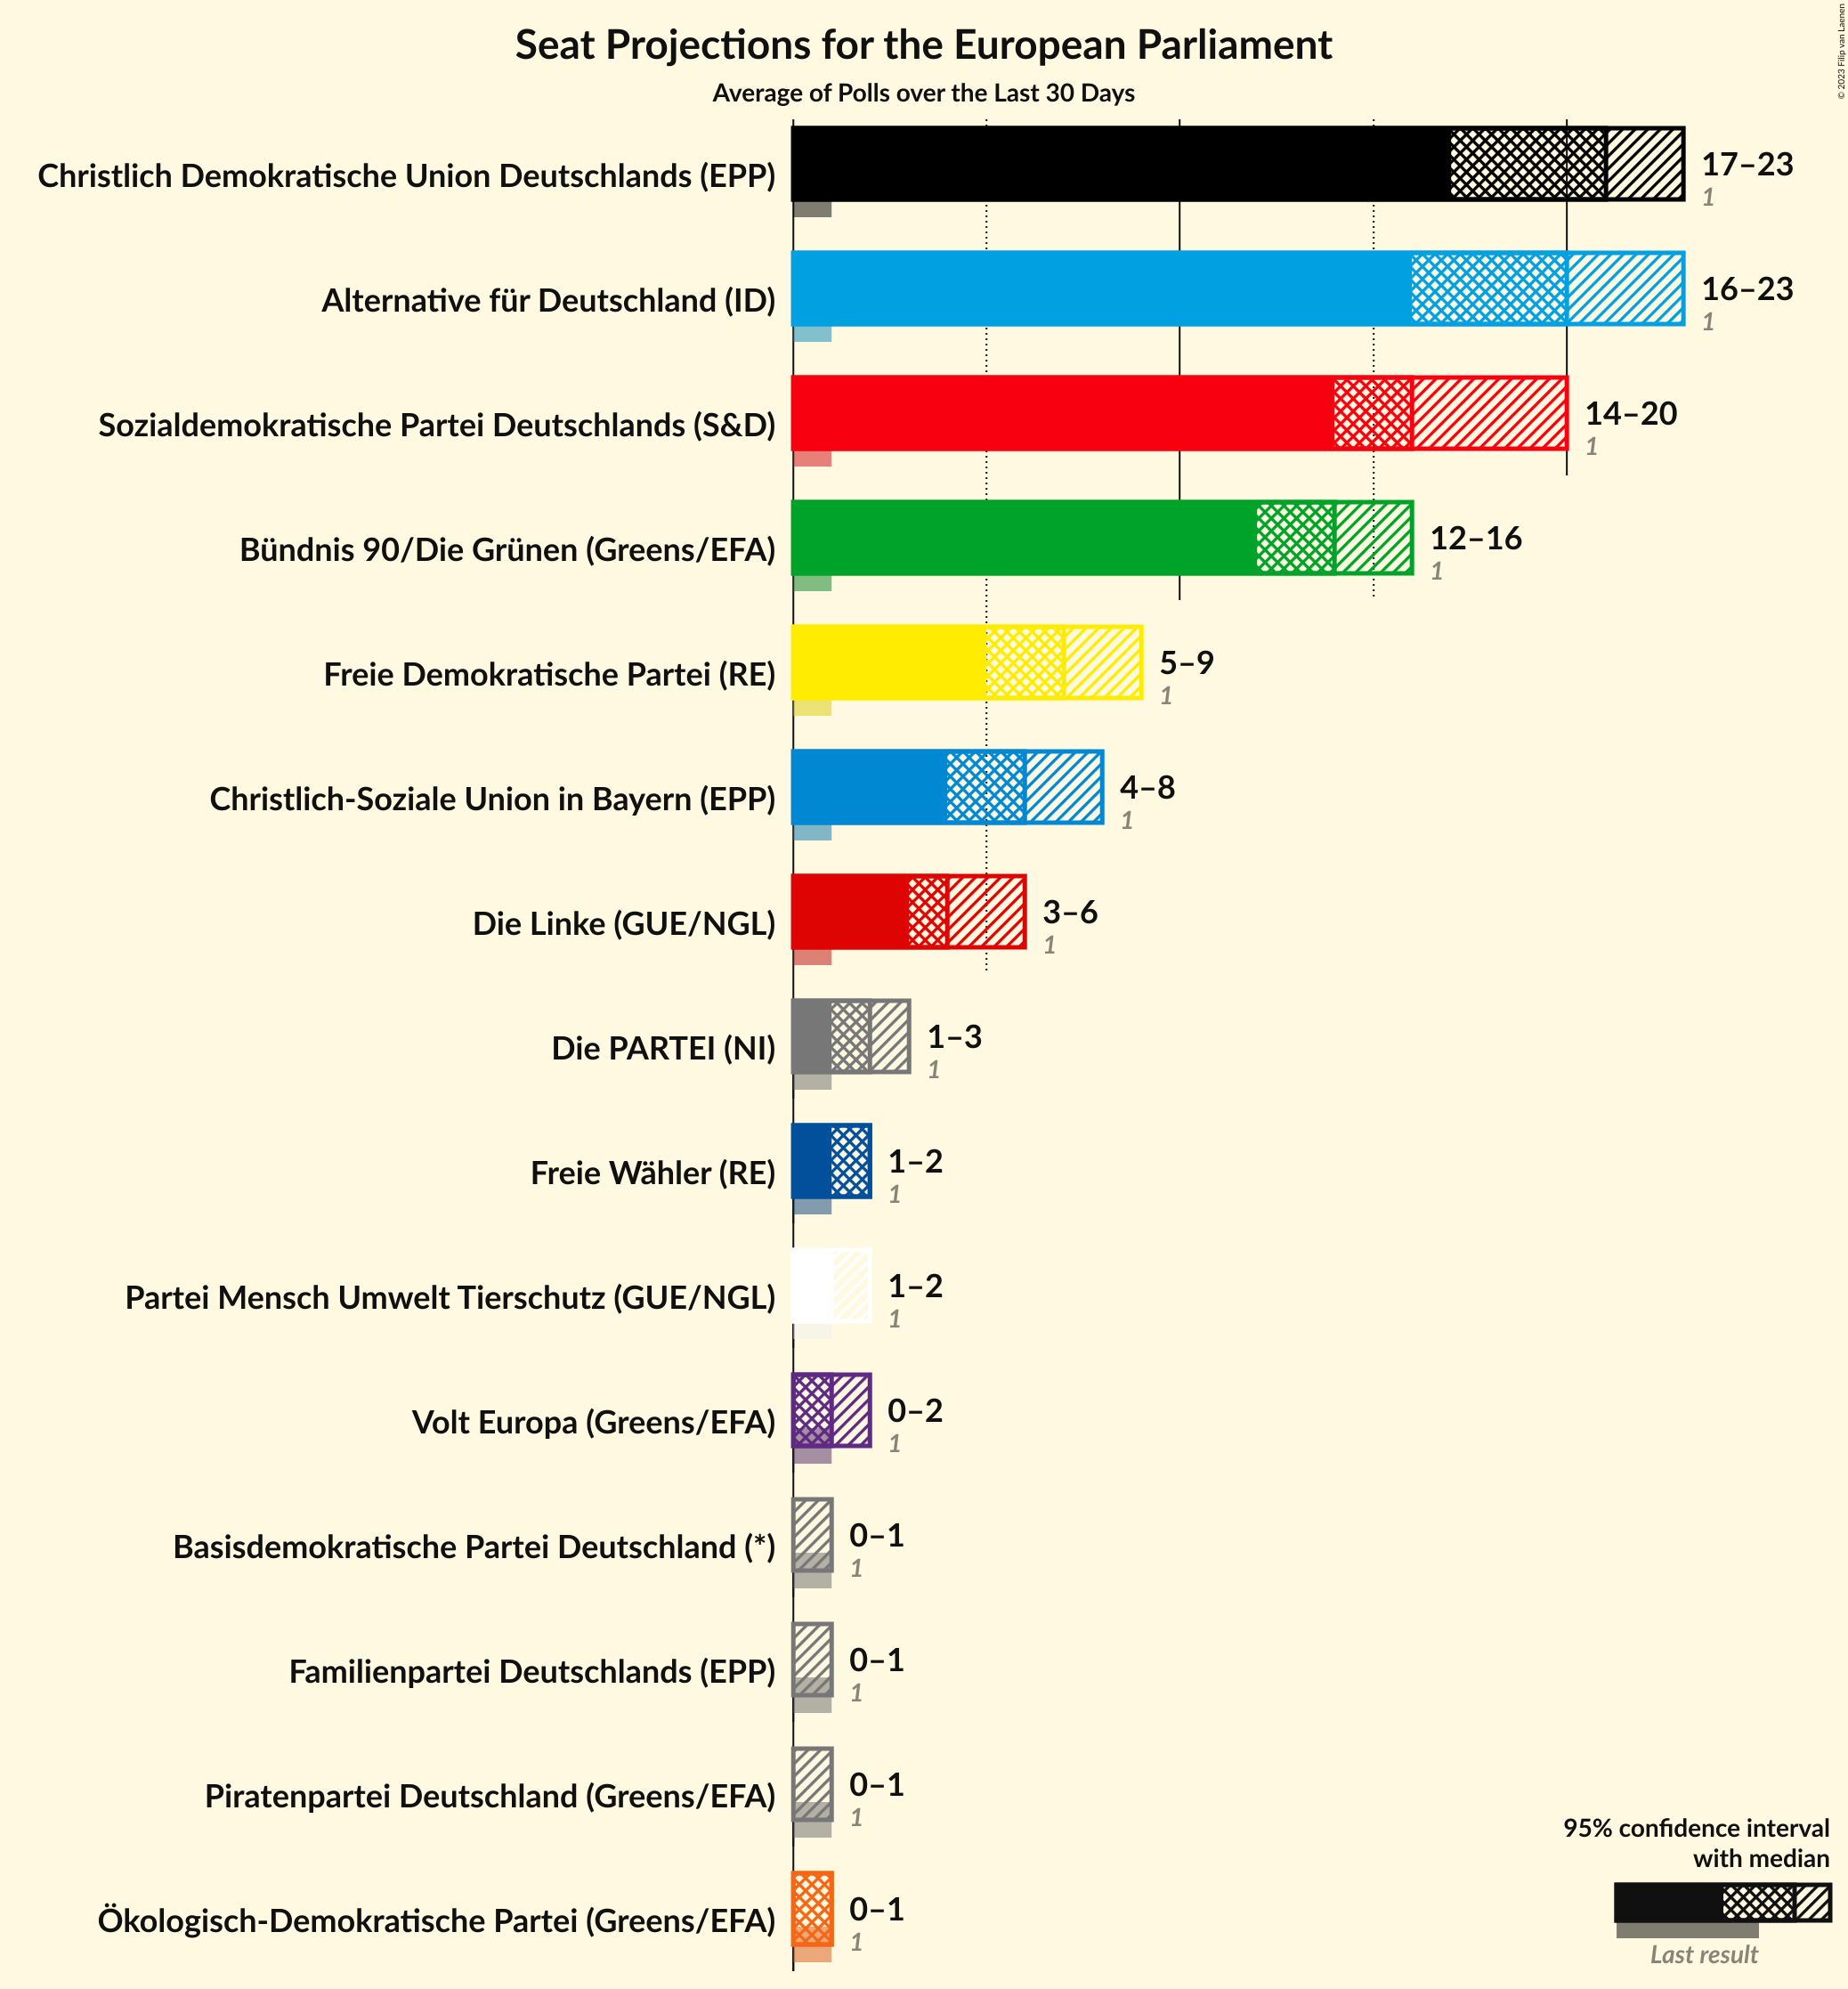 Seat Projections for the European Parliament
Average of Polls over the Last 30 Days
© 2023 Filip van Laenen
Christlich Demokratische Union Deutschlands (EPP)
17–23
1
Alternative für Deutschland (ID)
16–23
1
Sozialdemokratische Partei Deutschlands (S&D)
14–20
1
Bündnis 90/Die Grünen (Greens/EFA)
12–16
1
Freie Demokratische Partei (RE)
5–9
1
Christlich-Soziale Union in Bayern (EPP)
4–8
1
Die Linke (GUE/NGL)
3–6
1
Die PARTEI (NI)
1–3
1
Freie Wähler (RE)
1–2
1
Partei Mensch Umwelt Tierschutz (GUE/NGL)
1–2
1
Volt Europa (Greens/EFA)
0–2
1
Basisdemokratische Partei Deutschland (*)
0–1
1
Familienpartei Deutschlands (EPP)
0–1
1
Piratenpartei Deutschland (Greens/EFA)
0–1
1
Ökologisch-Demokratische Partei (Greens/EFA)
0–1
1
95% confidence interval
with median
Last result